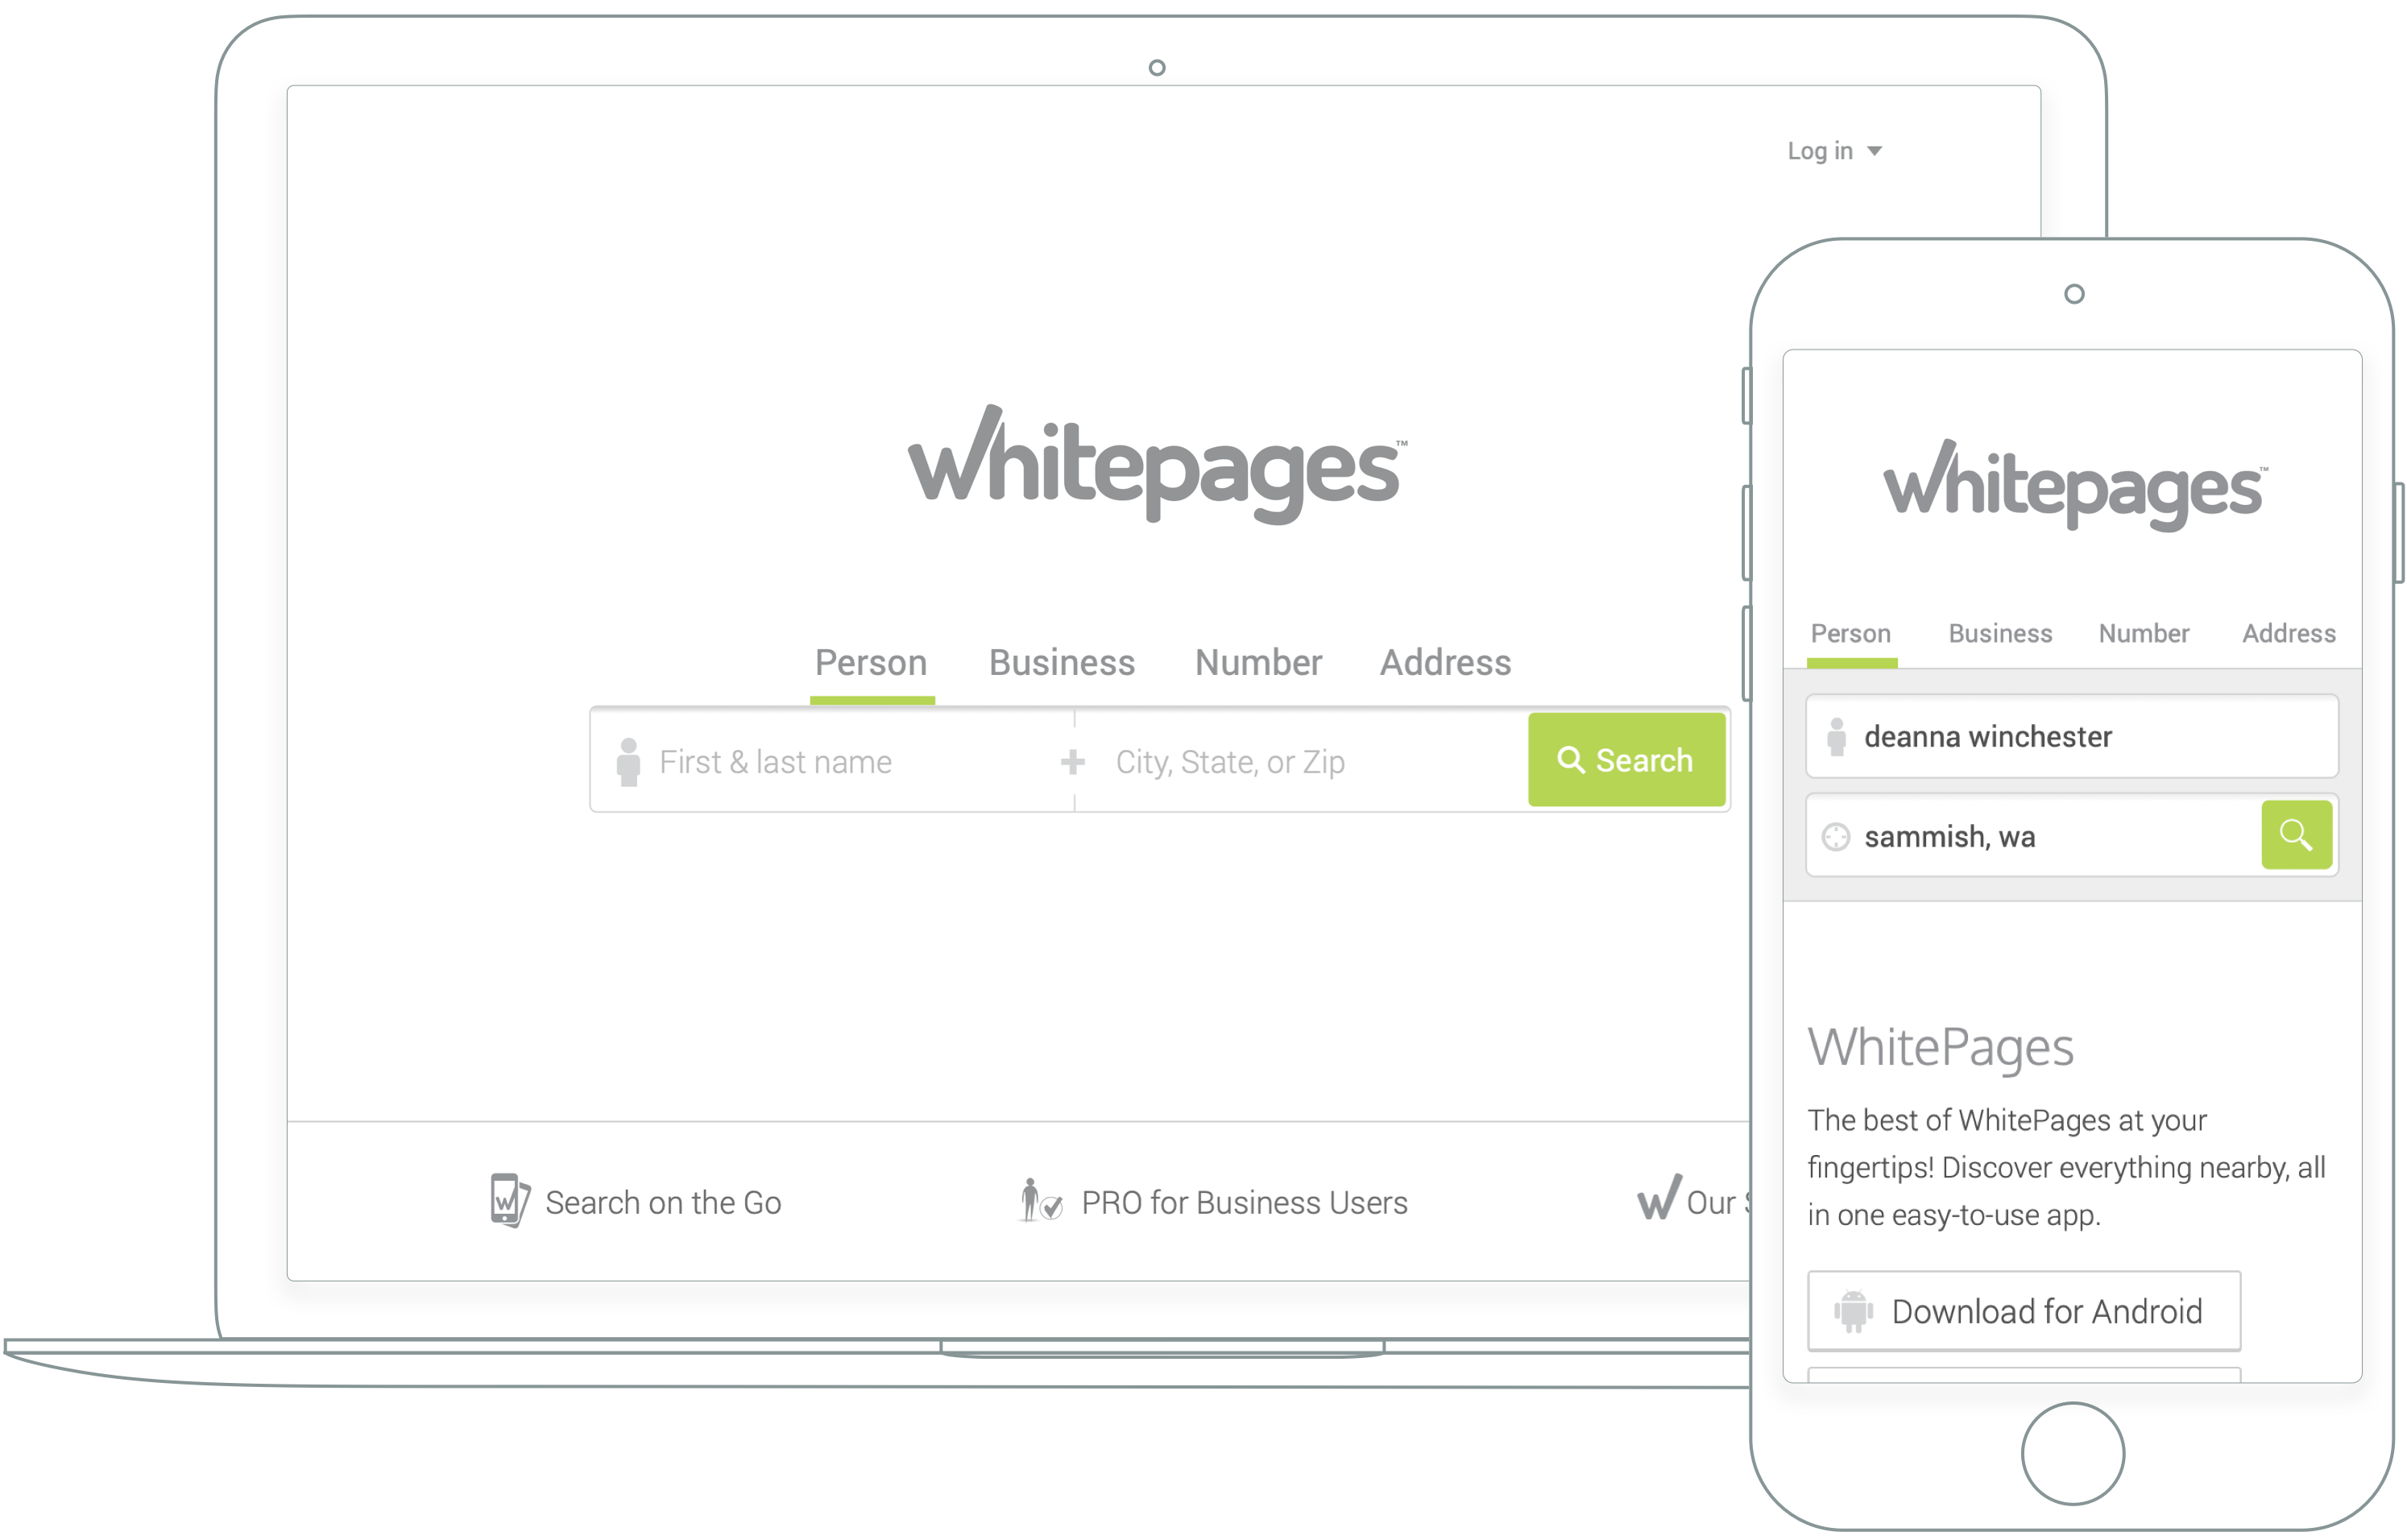 Log in
Whitepages™
Person Business Number Address
First & last name + City, State, or Zip Search
Search on the Go PRO for Business Users Our
Whitepages™
Person Business Number Address
deanna winchester
sammish, wa
WhitePages
The best of WhitePages at your
fingertips! Discover everything nearby, all
in one easy-to-use app.
Download for Android